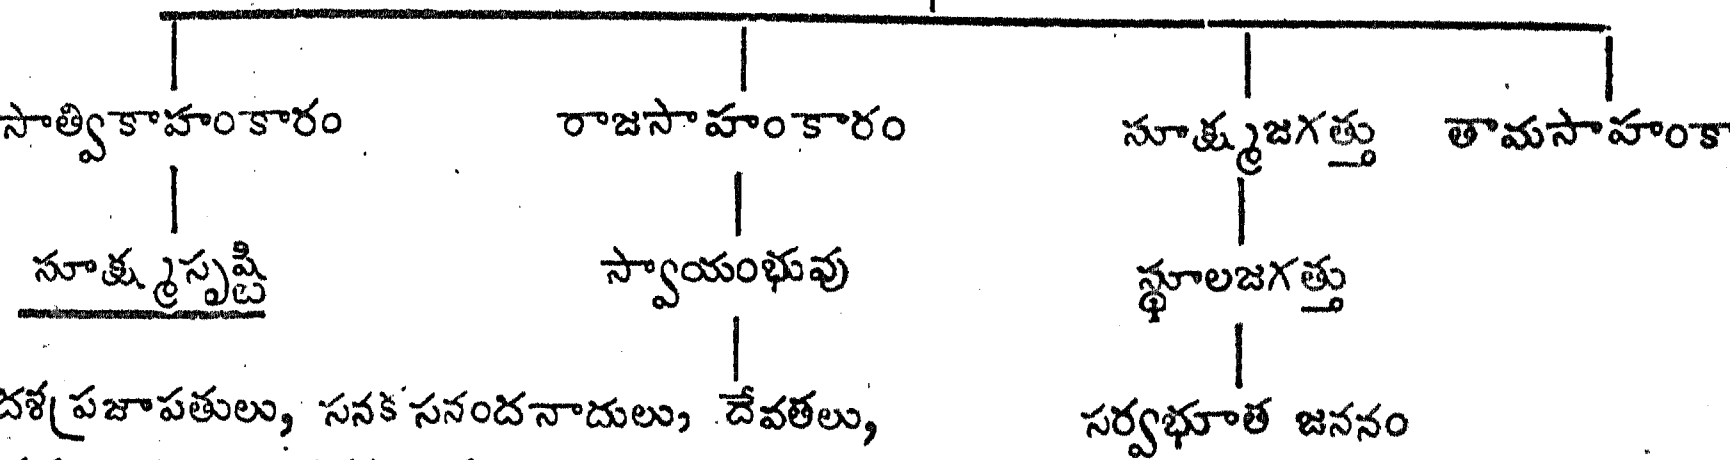 సాత్వికాహంకారం రాజసాహంకారం సూక్ష్మజగత్తు తామసాహంకా
సూక్ష్మసృష్టి స్వాయంభువు స్థూలజగత్తు
దశప్రజాపతులు, సనకసనందనాదులు, దేవతలు, సర్వభూత జననం